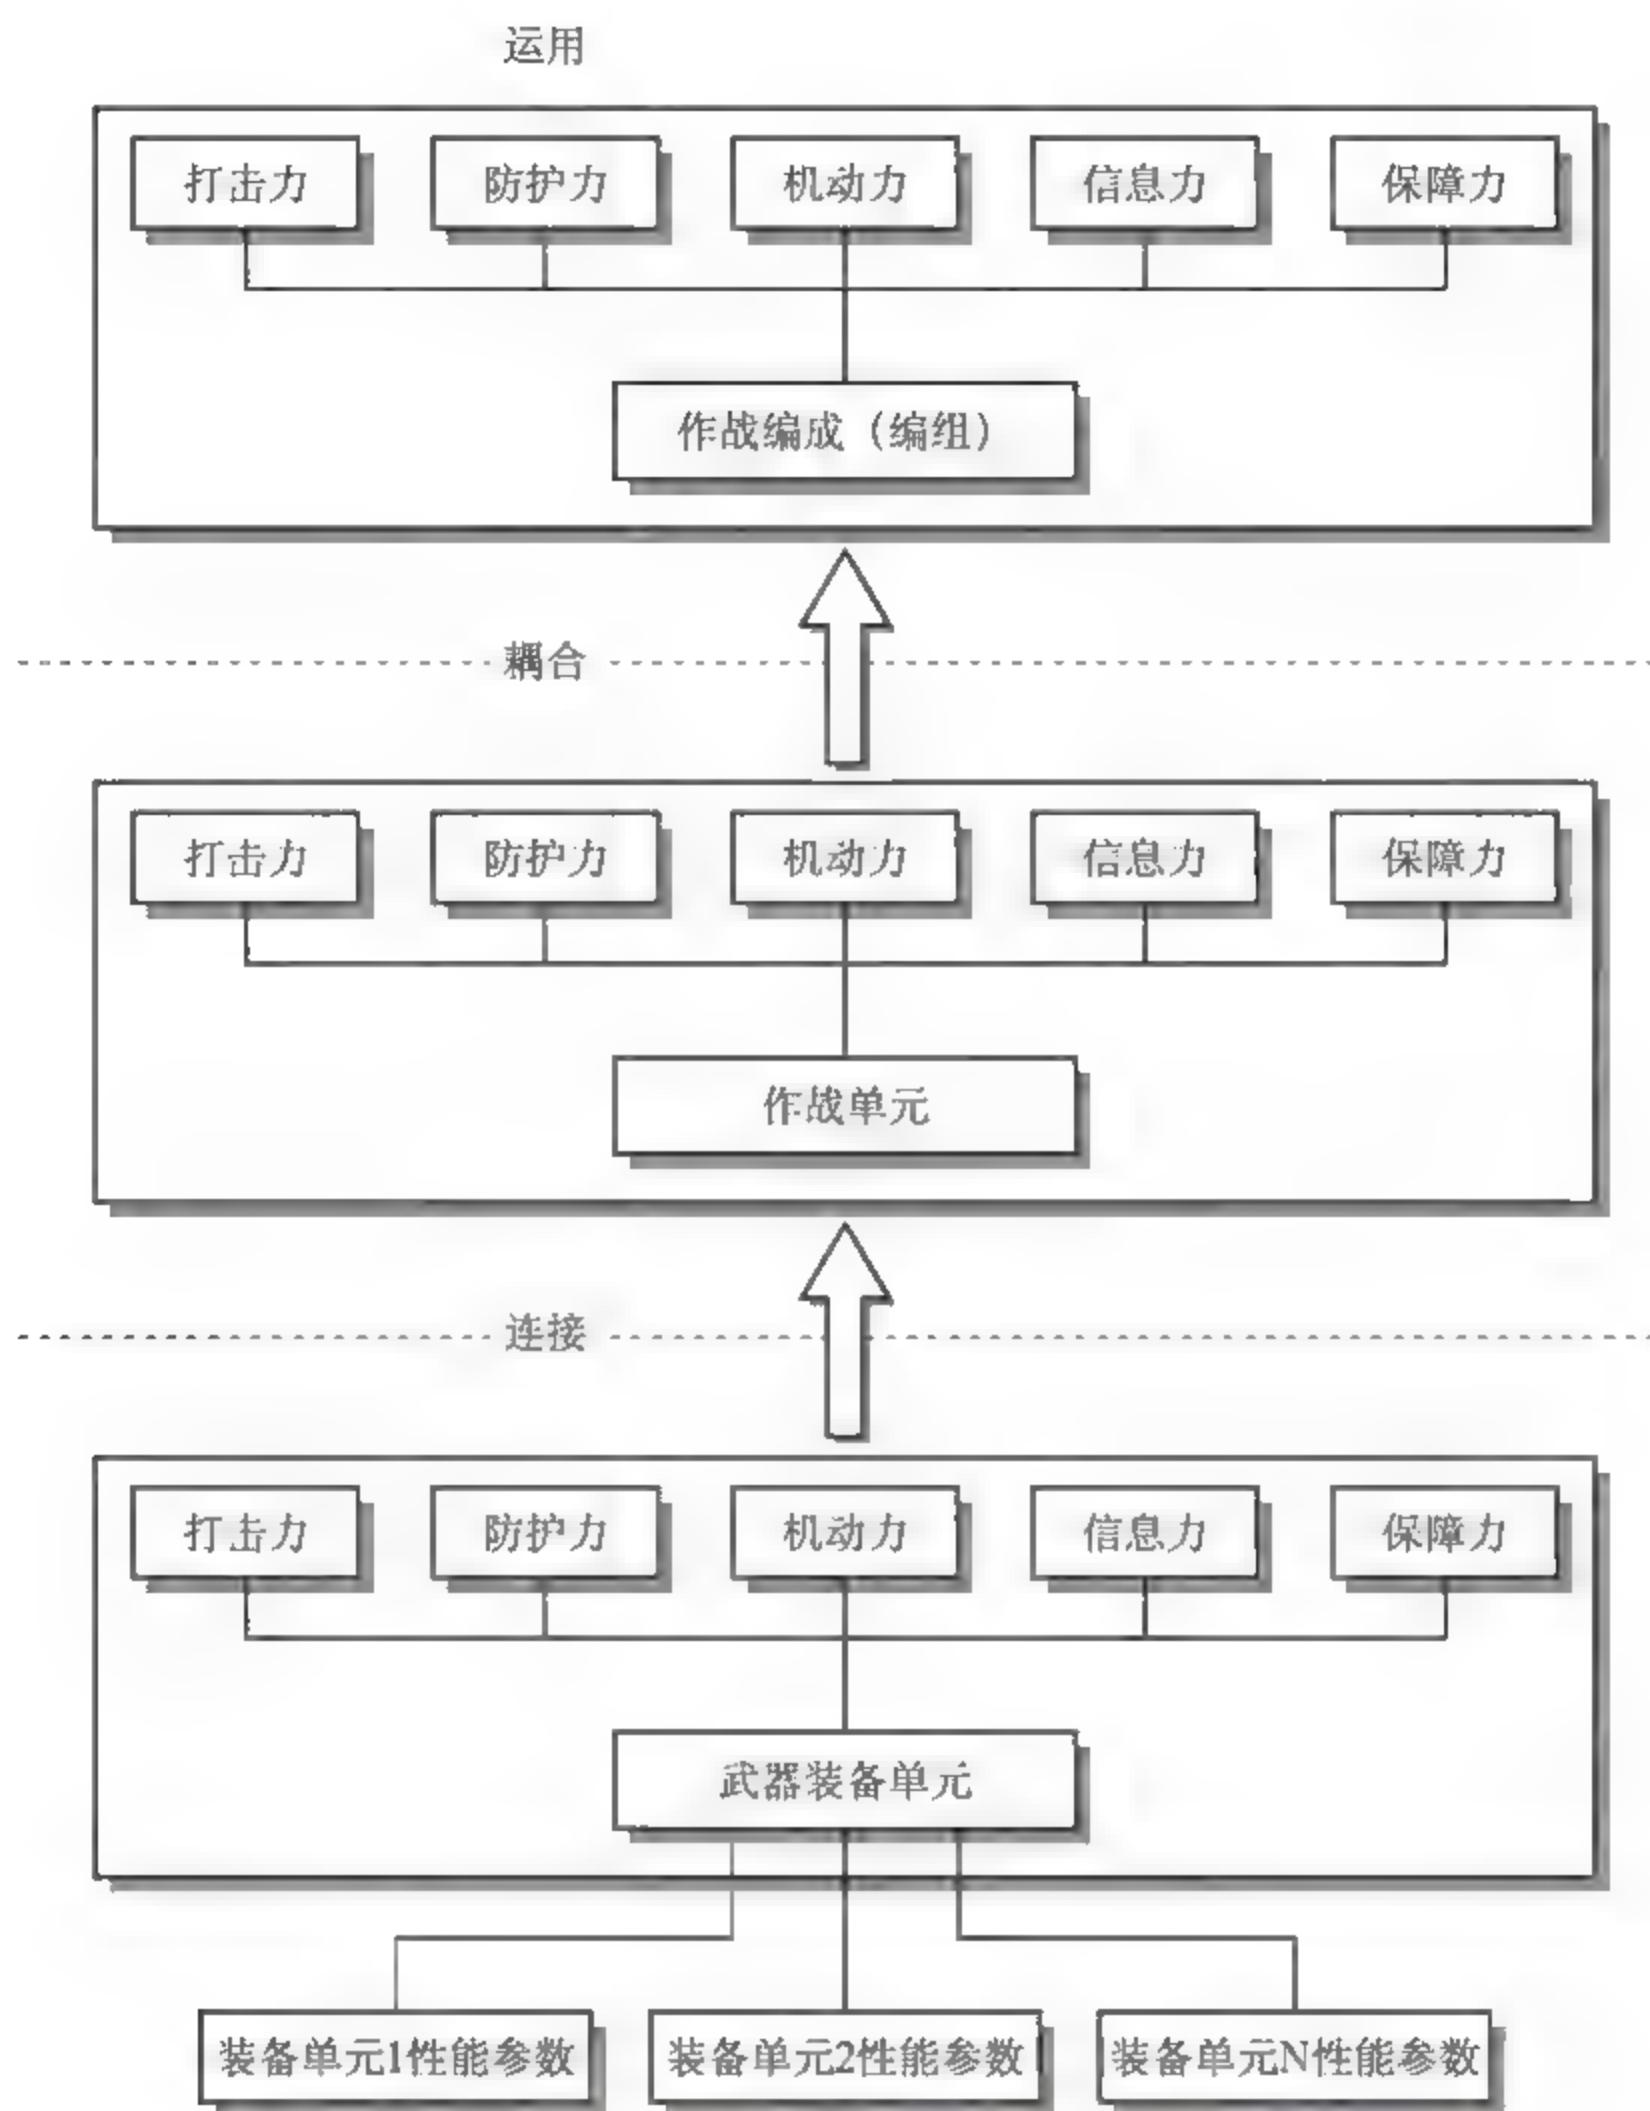 运用
打击力 防护力 机动力 信息力 保障力
作战编成（编组）
耦合
打击力 防护力 机动力 信息力 保障力
作战单元
连接
打击力 防护力 机动力 信息力 保障力
武器装备单元
装备单元1性能参数 装备单元2性能参数 装备单元N性能参数